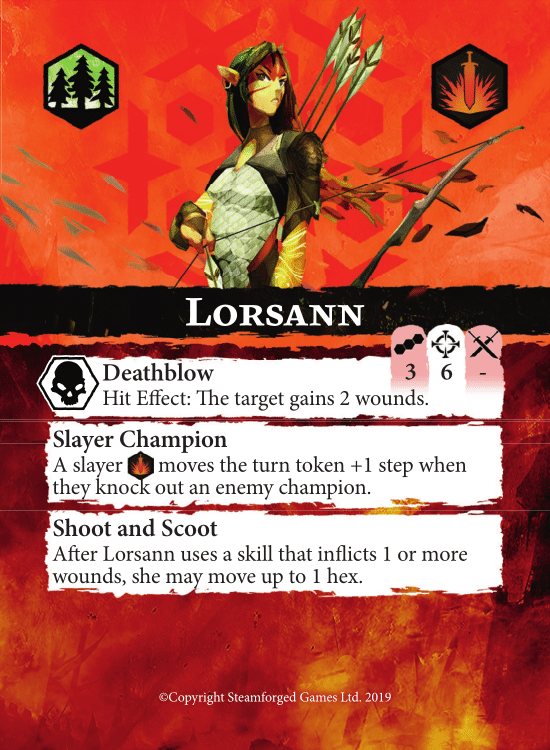 Lorsann
Deathblow
3 6 -
Hit Effect: The target gains 2 wounds.
Slayer Champion
A slayer moves the turn token +1 step when
they knock out an enemy champion.
Shoot and Scoot
After Lorsann uses a skill that inflicts 1 or more
wounds, she may move up to 1 hex.
©Copyright Steamforged Games Ltd. 2019